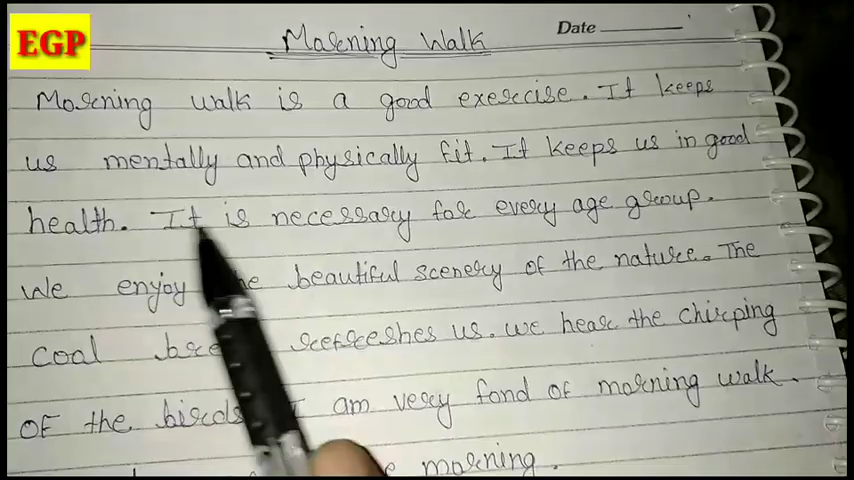 EGP
Morning Walk
Date
Morning walk is a good exercise. It keeps
us mentally and physically fit. It keeps us in good
health. It is necessary for every age group.
We enjoy the beautiful scenery of the nature. The
coal refreshes us. we hear the chirping
of the birds. I am very fond of morning walk.
morning.